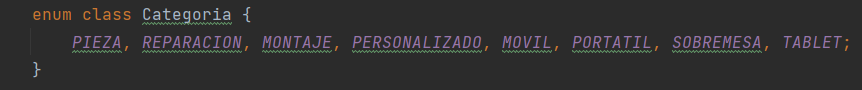 enum class Categoria {
PIEZA, REPARACION, MONTAJE, PERSONALIZADO, MOVIL, PORTATIL, SOBREMESA, TABLET;
}